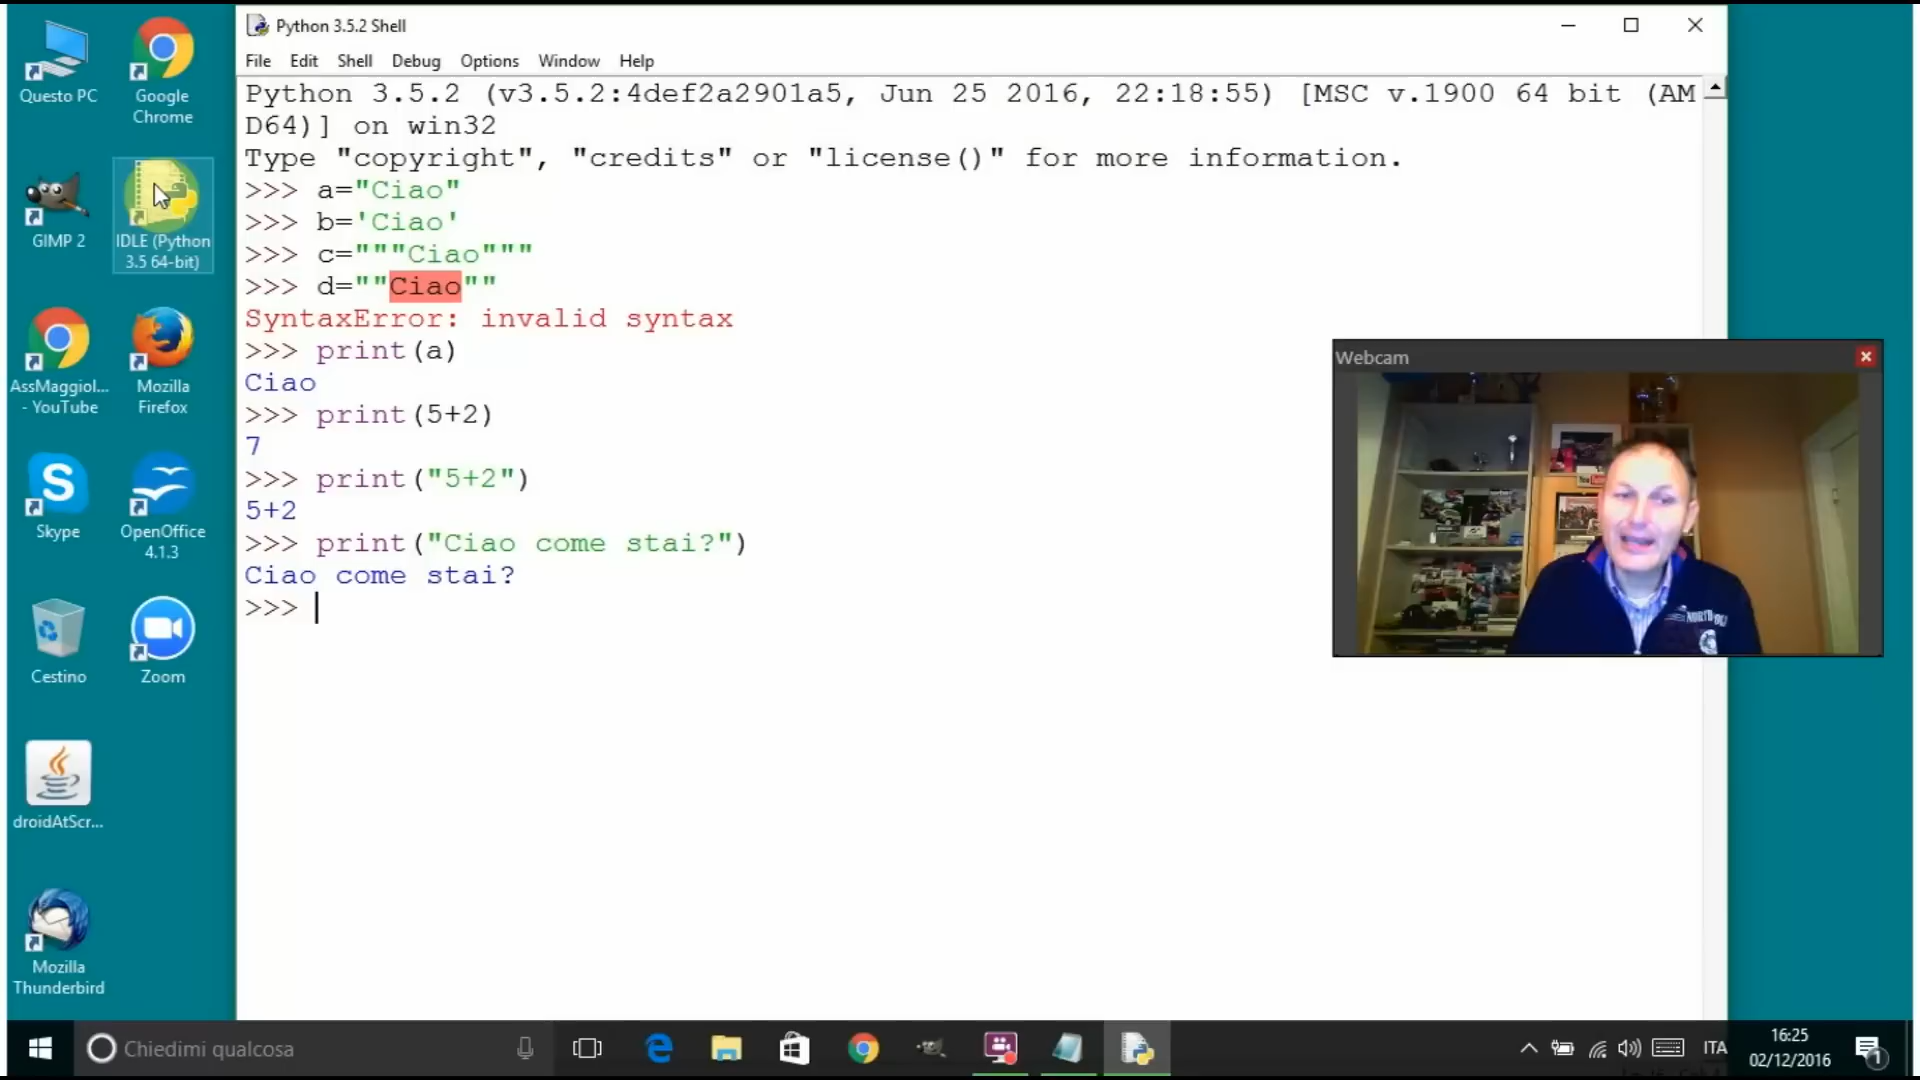 Questo PC
Google
Chrome
GIMP 2
IDLE (Python
3.5 64-bit)
AssMaggiol...
- YouTube
Mozilla
Firefox
Skype
OpenOffice
4.1.3
Cestino
Zoom
droidAtScr...
Mozilla
Thunderbird
Python 3.5.2 Shell
File Edit Shell Debug Options Window Help
Python 3.5.2 (v3.5.2:4def2a2901a5, Jun 25 2016, 22:18:55) [MSC v.1900 64 bit (AM
D64)] on win32
Type "copyright", "credits" or "license()" for more information.
>>> a="Ciao"
>>> b='Ciao'
>>> c="""Ciao"""
>>> d=""Ciao""
SyntaxError: invalid syntax
>>> print(a)
Ciao
>>> print(5+2)
7
>>> print("5+2")
5+2
>>> print("Ciao come stai?")
Ciao come stai?
>>>
Webcam
Chiedimi qualcosa
ITA
16:25
02/12/2016
1